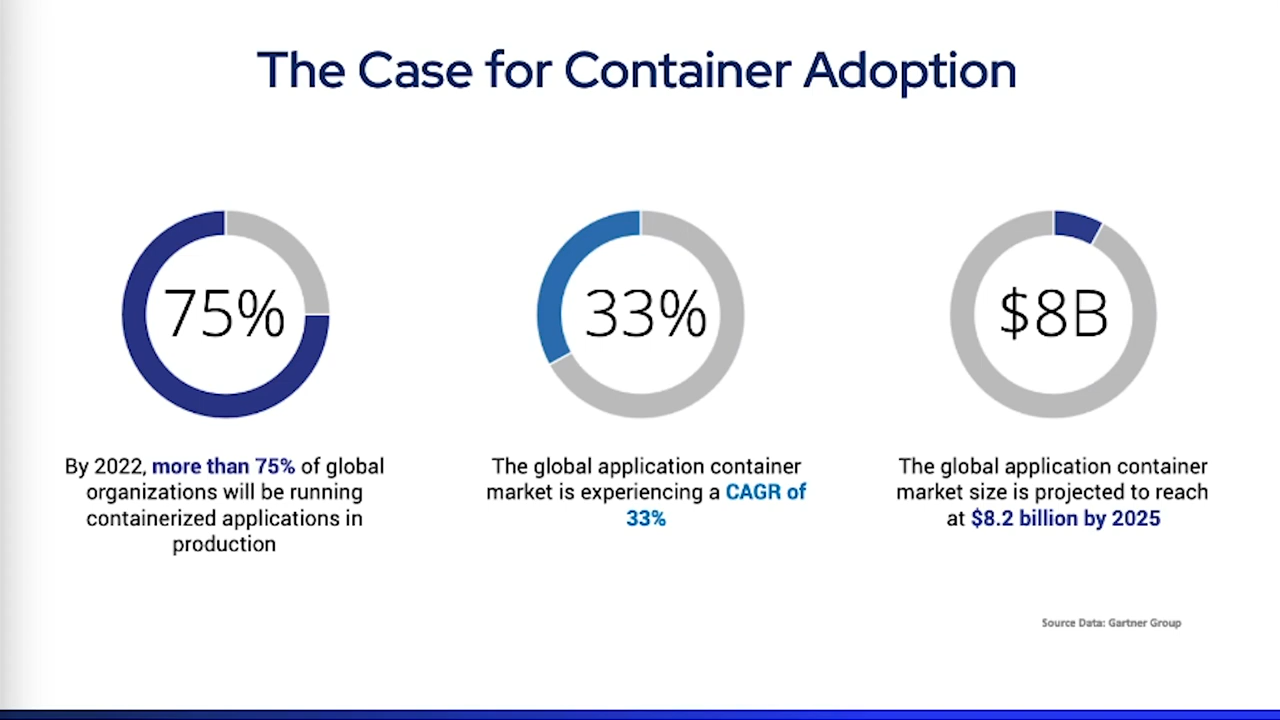 The Case for Container Adoption
75%
By 2022, more than 75% of global
organizations will be running
containerized applications in
production
33%
The global application container
market is experiencing a CAGR of
33%
$8B
The global application container
market size is projected to reach
at $8.2 billion by 2025
Source Data: Gartner Group